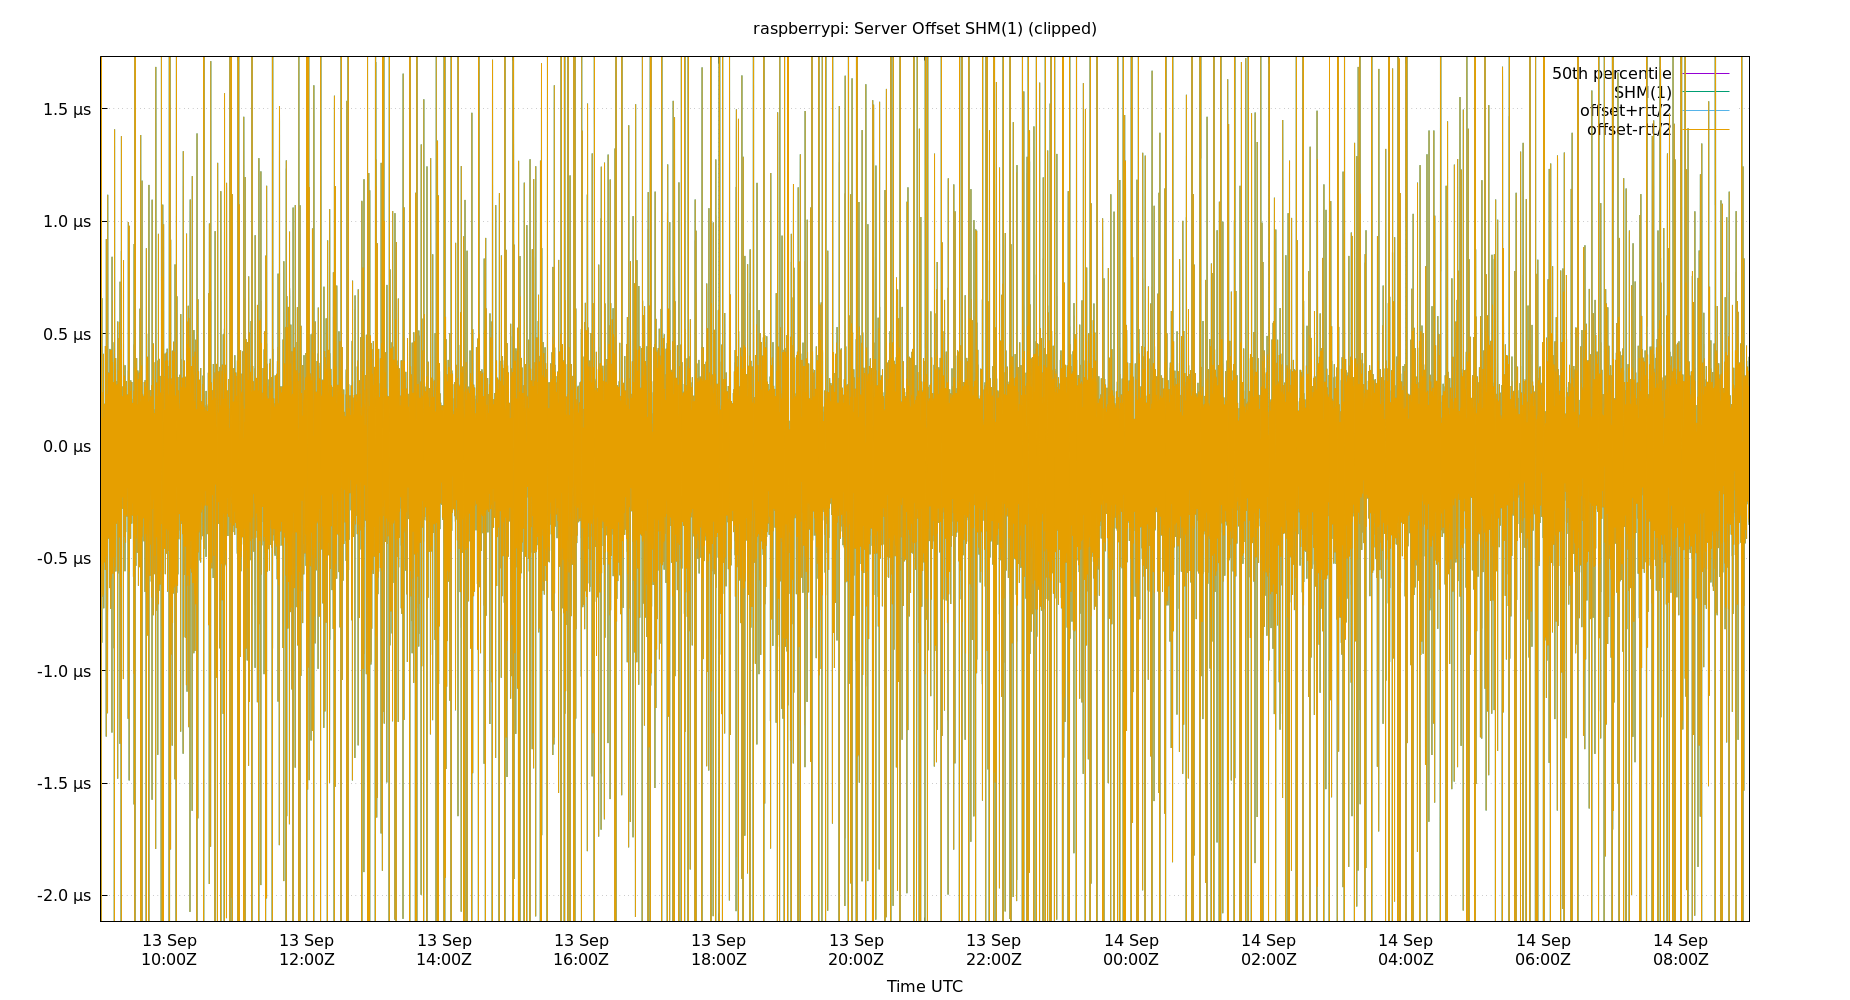 raspberrypi: Server Offset SHM(1) (clipped)
50th percentile
SHM(1)
offset+rtt/2
offset-rtt/2
1.5 µs
1.0 µs
0.5 µs
0.0 µs
-0.5 µs
-1.0 µs
-1.5 µs
-2.0 µs
13 Sep 13 Sep 13 Sep 13 Sep 13 Sep 13 Sep 13 Sep 14 Sep 14 Sep 14 Sep 14 Sep 14 Sep
10:00Z 12:00Z 14:00Z 16:00Z 18:00Z 20:00Z 22:00Z 00:00Z 02:00Z 04:00Z 06:00Z 08:00Z
Time UTC